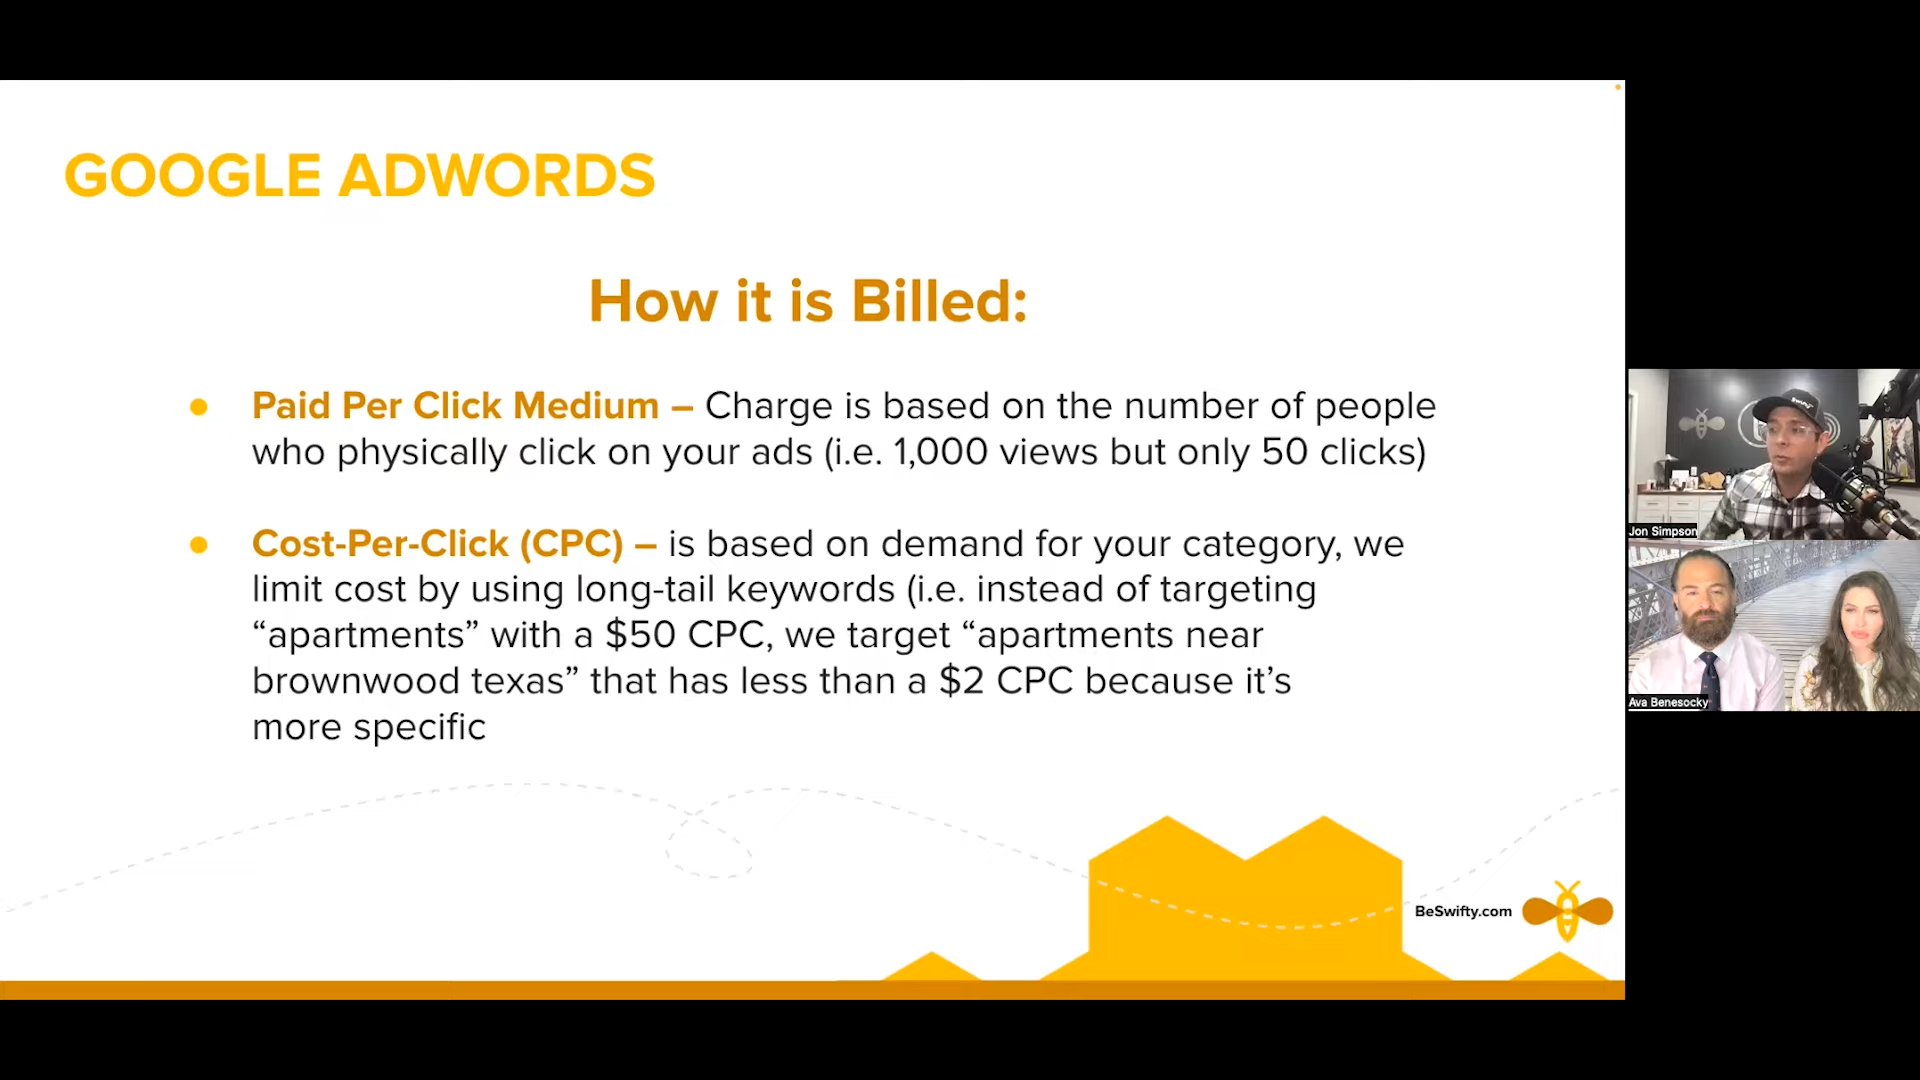 GOOGLE ADWORDS
How it is Billed:
● Paid Per Click Medium – Charge is based on the number of people
who physically click on your ads (i.e. 1,000 views but only 50 clicks)
● Cost-Per-Click (CPC) – is based on demand for your category, we
limit cost by using long-tail keywords (i.e. instead of targeting
“apartments” with a $50 CPC, we target “apartments near
brownwood texas” that has less than a $2 CPC because it’s
more specific
BeSwifty.com
Jon Simpson
Ava Benesocky